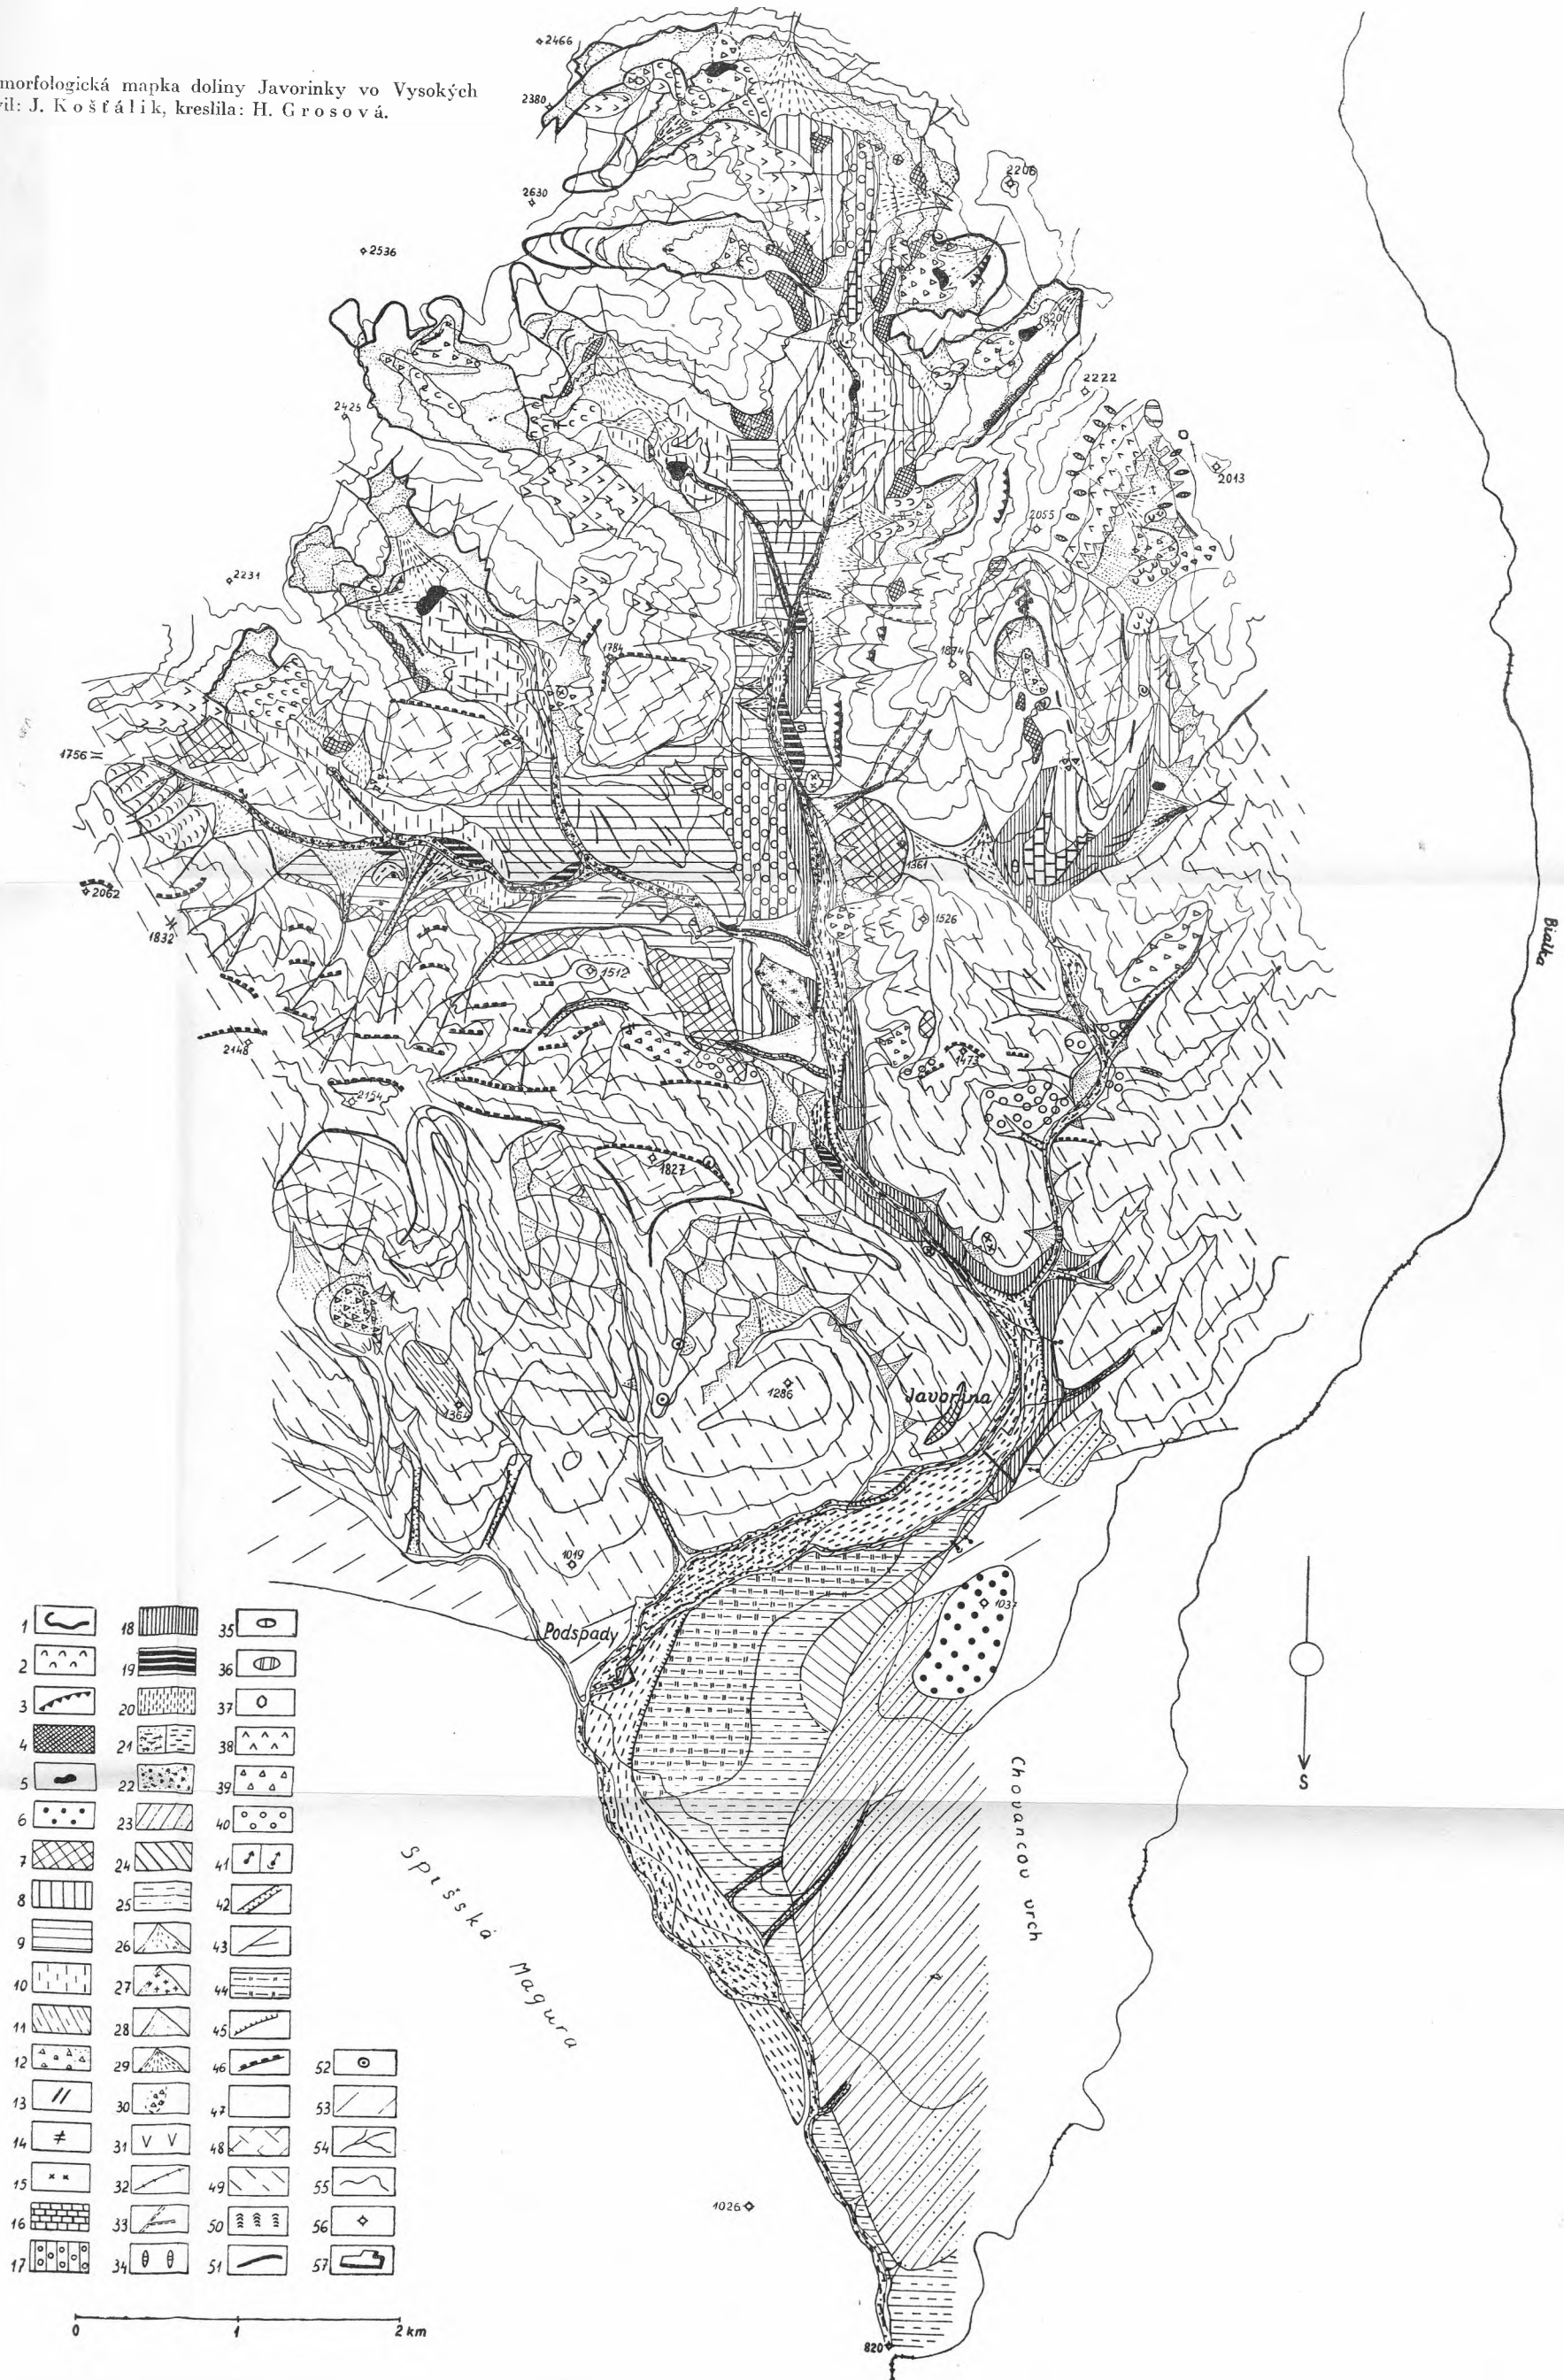 morfologická mapka doliny Javorinky vo Vysokých
J. Košťálik, kreslila: H. Grosová.
2466
2380
2206
2630
2536
1920
2222
2425
2013
2055
2231
1784
1874
1756
1361
2062
1526
1832
Bialka
1512
2148
1473
2154
1827
1286
Javorina
1364
1019
1037
Podspady
S
Chovancov vrch
Spišská Magura
1026
820
1 18 35
2 19 36
3 20 37
4 21 38
5 22 39
6 23 40
7 24 41
8 25 42
9 26 43
10 27 44
11 28 45
12 29 46 52
13 30 47 53
14 31 48 54
15 32 49 55
16 33 50 56
17 34 51 57
0 1 2 km